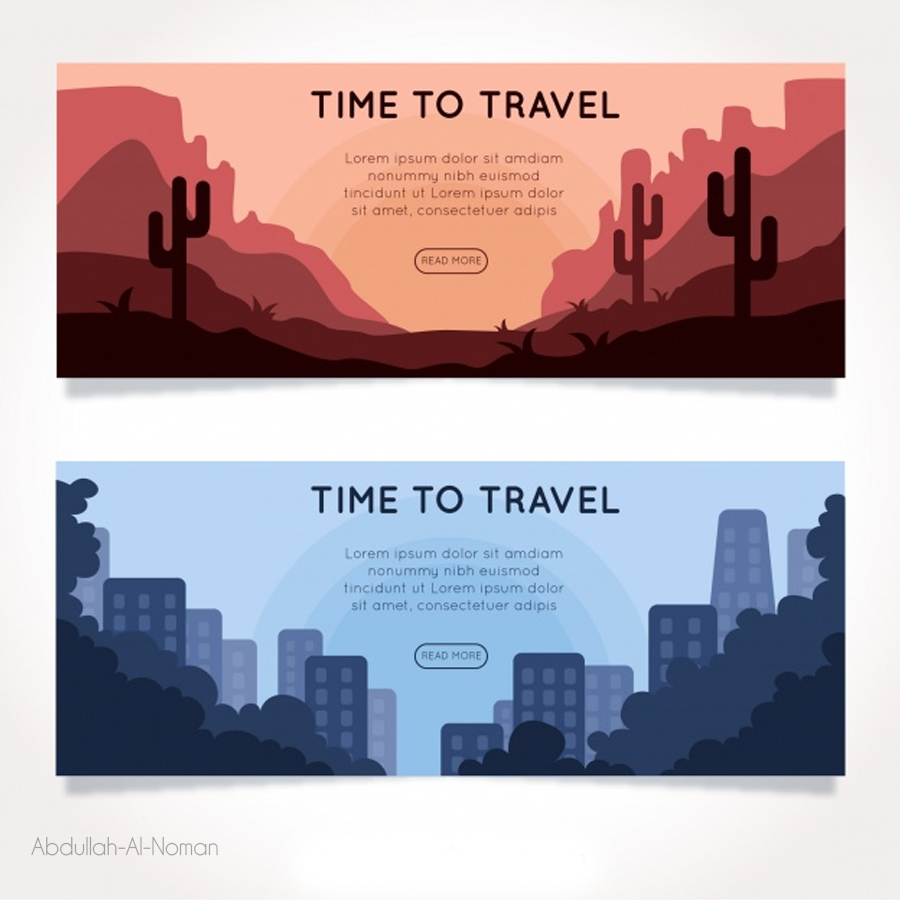 TIME TO TRAVEL
Lorem ipsum dolor sit amdiam
nonummy nibh euismod
tincidunt ut Lorem ipsum dolor
sit amet, consectetuer adipis
READ MORE
TIME TO TRAVEL
Lorem ipsum dolor sit amdiam
nonummy nibh euismod
tincidunt ut Lorem ipsum dolor
sit amet, consectetuer adipis
READ MORE
Abdullah-Al-Noman